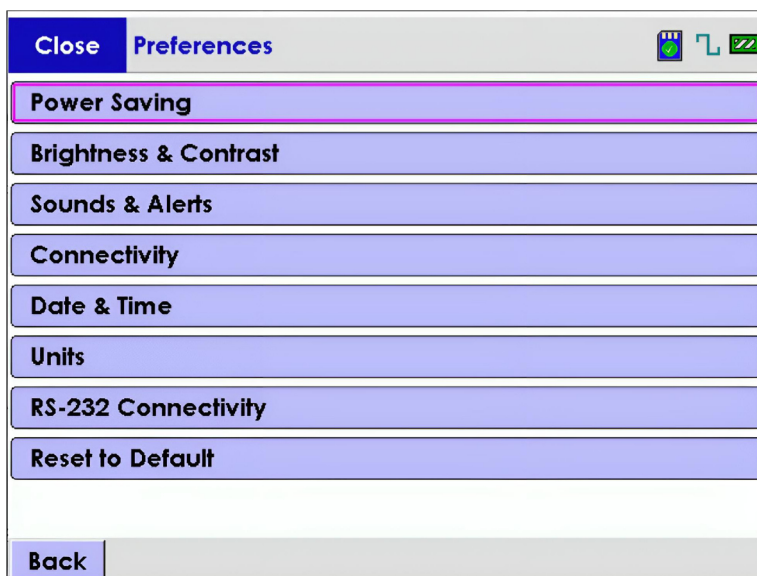 Close Preferences
Power Saving
Brightness & Contrast
Sounds & Alerts
Connectivity
Date & Time
Units
RS-232 Connectivity
Reset to Default
Back